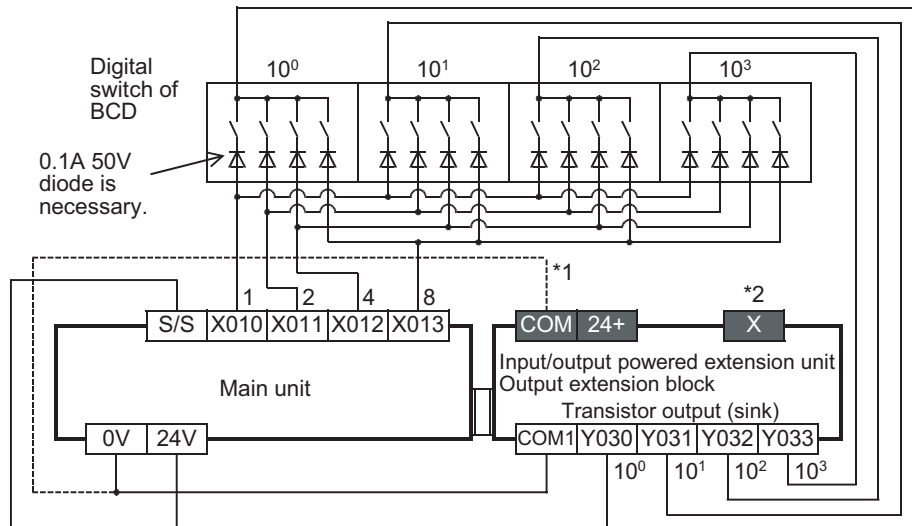 Digital
switch of
BCD
10⁰ 10¹ 10² 10³
0.1A 50V
diode is
necessary.
*1
*2
1 2 4 8
S/S X010 X011 X012 X013
COM 24+ X
Main unit
Input/output powered extension unit
Output extension block
Transistor output (sink)
0V 24V
COM1 Y030 Y031 Y032 Y033
10⁰ 10¹ 10² 10³